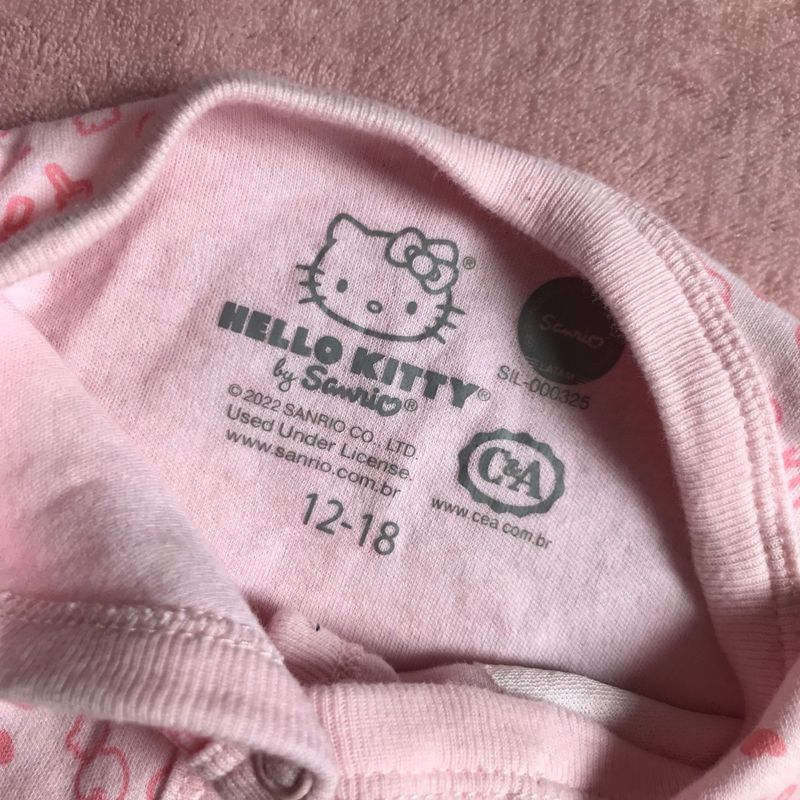 HELLO KITTY®
by Sanrio®
© 2022 SANRIO CO., LTD
Used Under License.
www.sanrio.com.br
12-18
Sanrio
LATAM
SIL-000325
C&A
www.cea.com.br